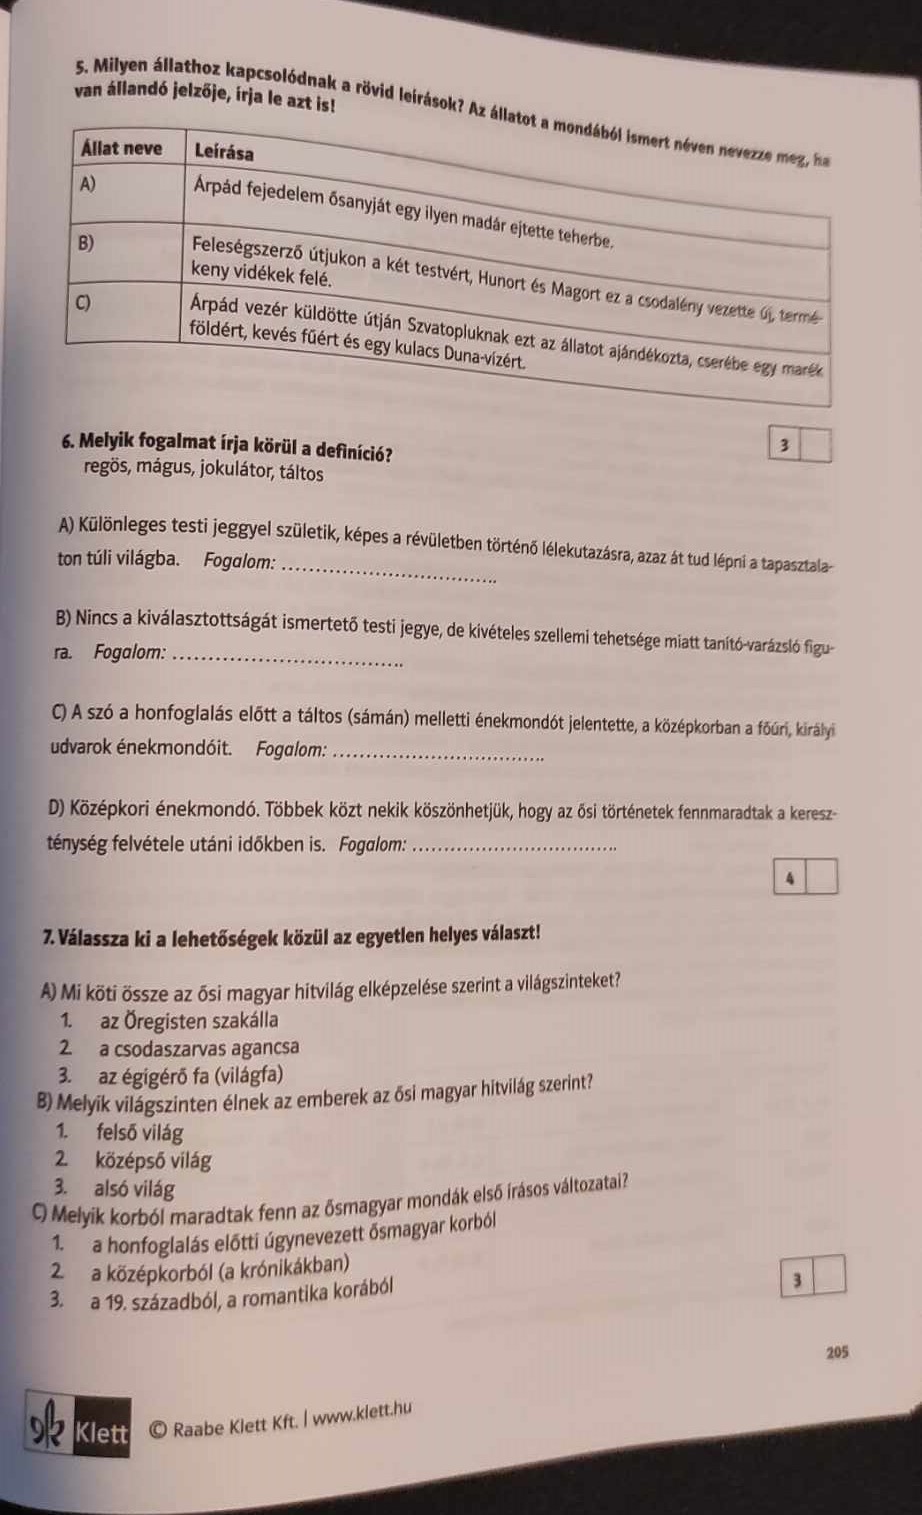 5. Milyen állathoz kapcsolódnak a rövid leírások? Az állatot a mondából ismert néven nevezze meg, ha
van állandó jelzője, írja le azt is!
Állat neve Leírása
A) Árpád fejedelem ősanyját egy ilyen madár ejtette teherbe.
B) Feleségszerző útjukon a két testvért, Hunort és Magort ez a csodalény vezette új, termé-
keny vidékek felé.
C) Árpád vezér küldötte útján Szvatopluknak ezt az állatot ajándékozta, cserébe egy marék
földért, kevés fűért és egy kulacs Duna-vízért.
3
6. Melyik fogalmat írja körül a definíció?
regös, mágus, jokulátor, táltos
A) Különleges testi jeggyel születik, képes a révületben történő lélekutazásra, azaz át tud lépni a tapasztala-
ton túli világba. Fogalom: ................................
B) Nincs a kiválasztottságát ismertető testi jegye, de kivételes szellemi tehetsége miatt tanító-varázsló figu-
ra. Fogalom: ..................................
C) A szó a honfoglalás előtt a táltos (sámán) melletti énekmondót jelentette, a középkorban a főúri, királyi
udvarok énekmondóit. Fogalom: ................................
D) Középkori énekmondó. Többek közt nekik köszönhetjük, hogy az ősi történetek fennmaradtak a keresz-
ténység felvétele utáni időkben is. Fogalom: ................................
4
7. Válassza ki a lehetőségek közül az egyetlen helyes választ!
A) Mi köti össze az ősi magyar hitvilág elképzelése szerint a világszinteket?
1. az Öregisten szakálla
2. a csodaszarvas agancsa
3. az égigérő fa (világfa)
B) Melyik világszinten élnek az emberek az ősi magyar hitvilág szerint?
1. felső világ
2. középső világ
3. alsó világ
C) Melyik korból maradtak fenn az ősmagyar mondák első írásos változatai?
1. a honfoglalás előtti úgynevezett ősmagyar korból
2. a középkorból (a krónikákban)
3. a 19. századból, a romantika korából
3
205
Klett © Raabe Klett Kft. | www.klett.hu